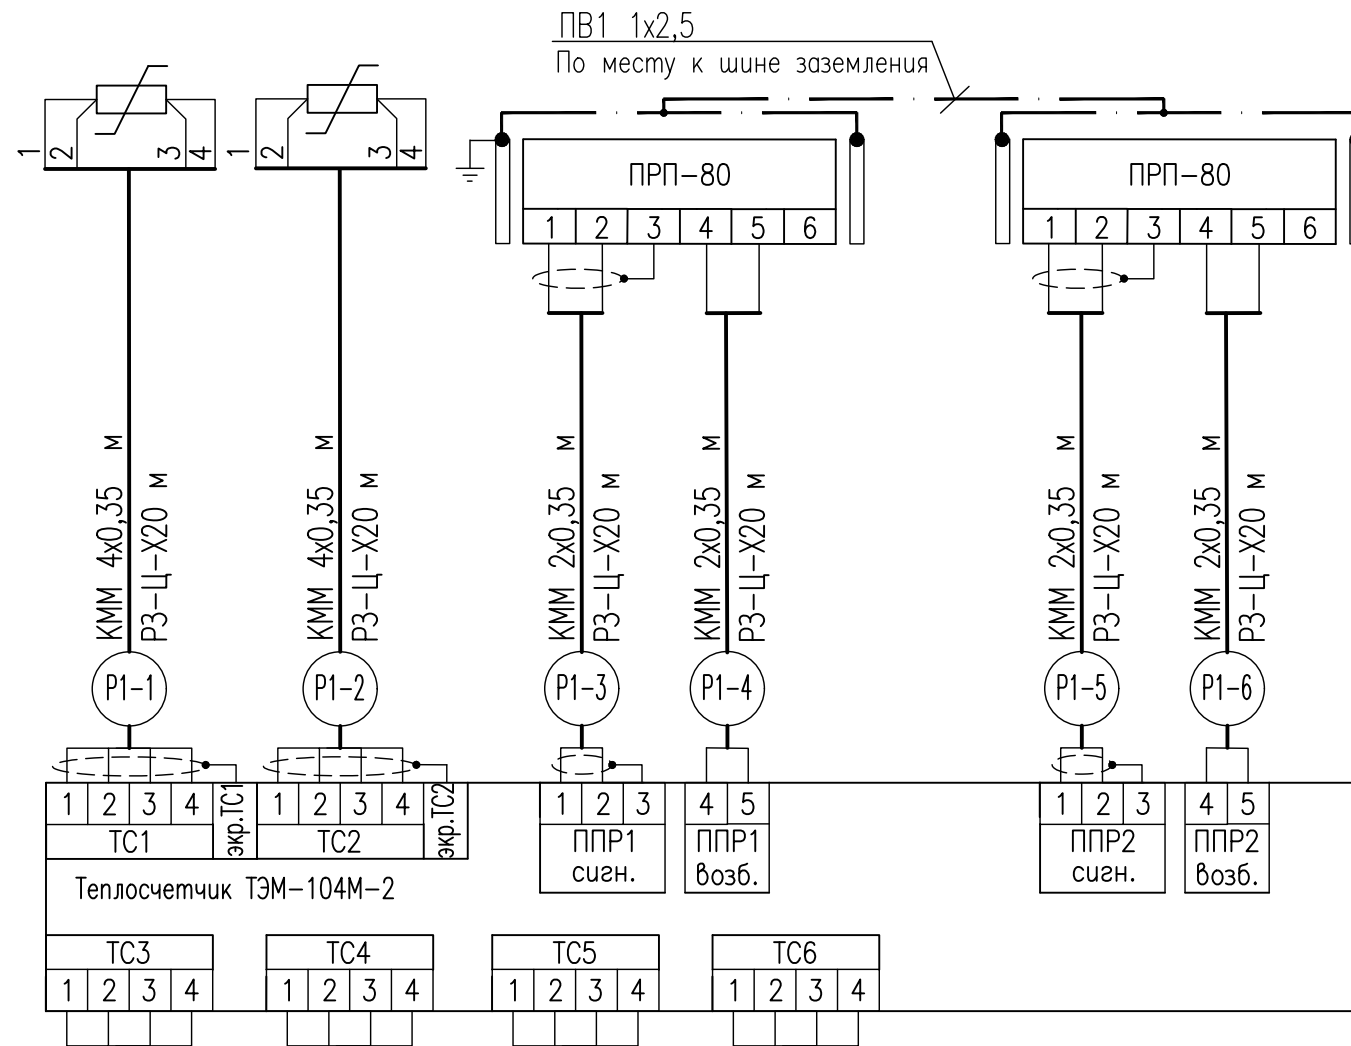 ПВ1 1х2,5
По месту к шине заземления
1 2 3 4
1 2 3 4
ПРП-80
1 2 3 4 5 6
ПРП-80
1 2 3 4 5 6
КММ 4х0,35 м
РЗ-Ц-Х20 м
КММ 4х0,35 м
РЗ-Ц-Х20 м
КММ 2х0,35 м
РЗ-Ц-Х20 м
КММ 2х0,35 м
РЗ-Ц-Х20 м
КММ 2х0,35 м
РЗ-Ц-Х20 м
КММ 2х0,35 м
РЗ-Ц-Х20 м
Р1-1
Р1-2
Р1-3
Р1-4
Р1-5
Р1-6
1 2 3 4
ТС1
экр.ТС1
1 2 3 4
ТС2
экр.ТС2
1 2 3
ППР1
сигн.
4 5
ППР1
возб.
1 2 3
ППР2
сигн.
4 5
ППР2
возб.
Теплосчетчик ТЭМ-104М-2
ТС3
1 2 3 4
ТС4
1 2 3 4
ТС5
1 2 3 4
ТС6
1 2 3 4